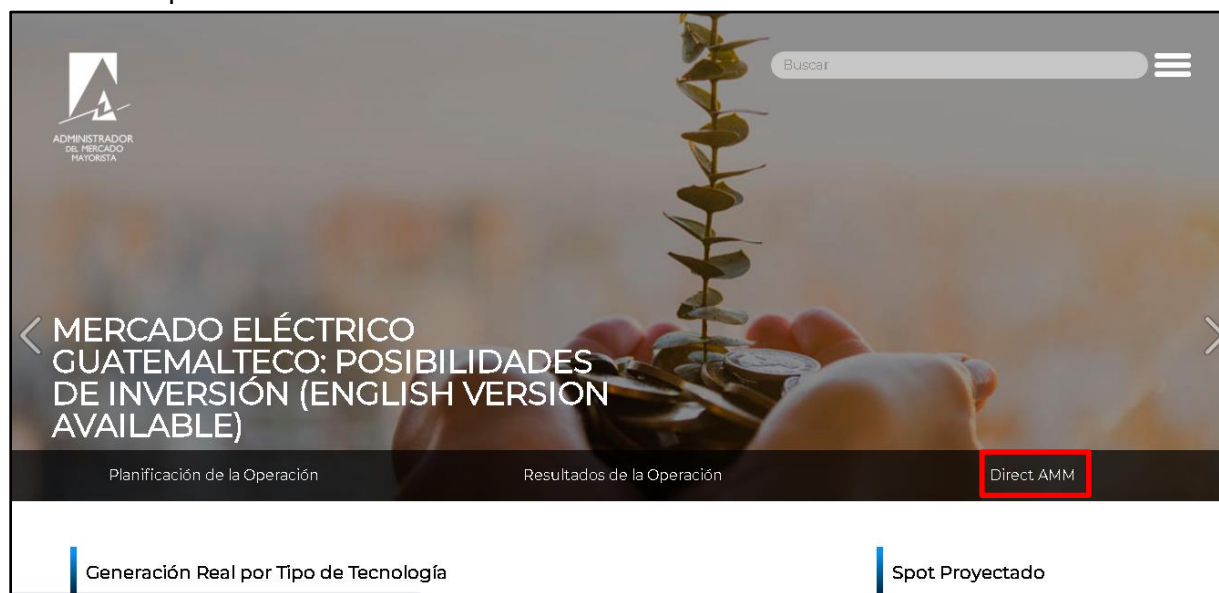 Buscar
ADMINISTRADOR
DEL MERCADO
MAYORISTA
MERCADO ELÉCTRICO
GUATEMALTECO: POSIBILIDADES
DE INVERSIÓN (ENGLISH VERSION
AVAILABLE)
Planificación de la Operación
Resultados de la Operación
Direct AMM
Generación Real por Tipo de Tecnología
Spot Proyectado